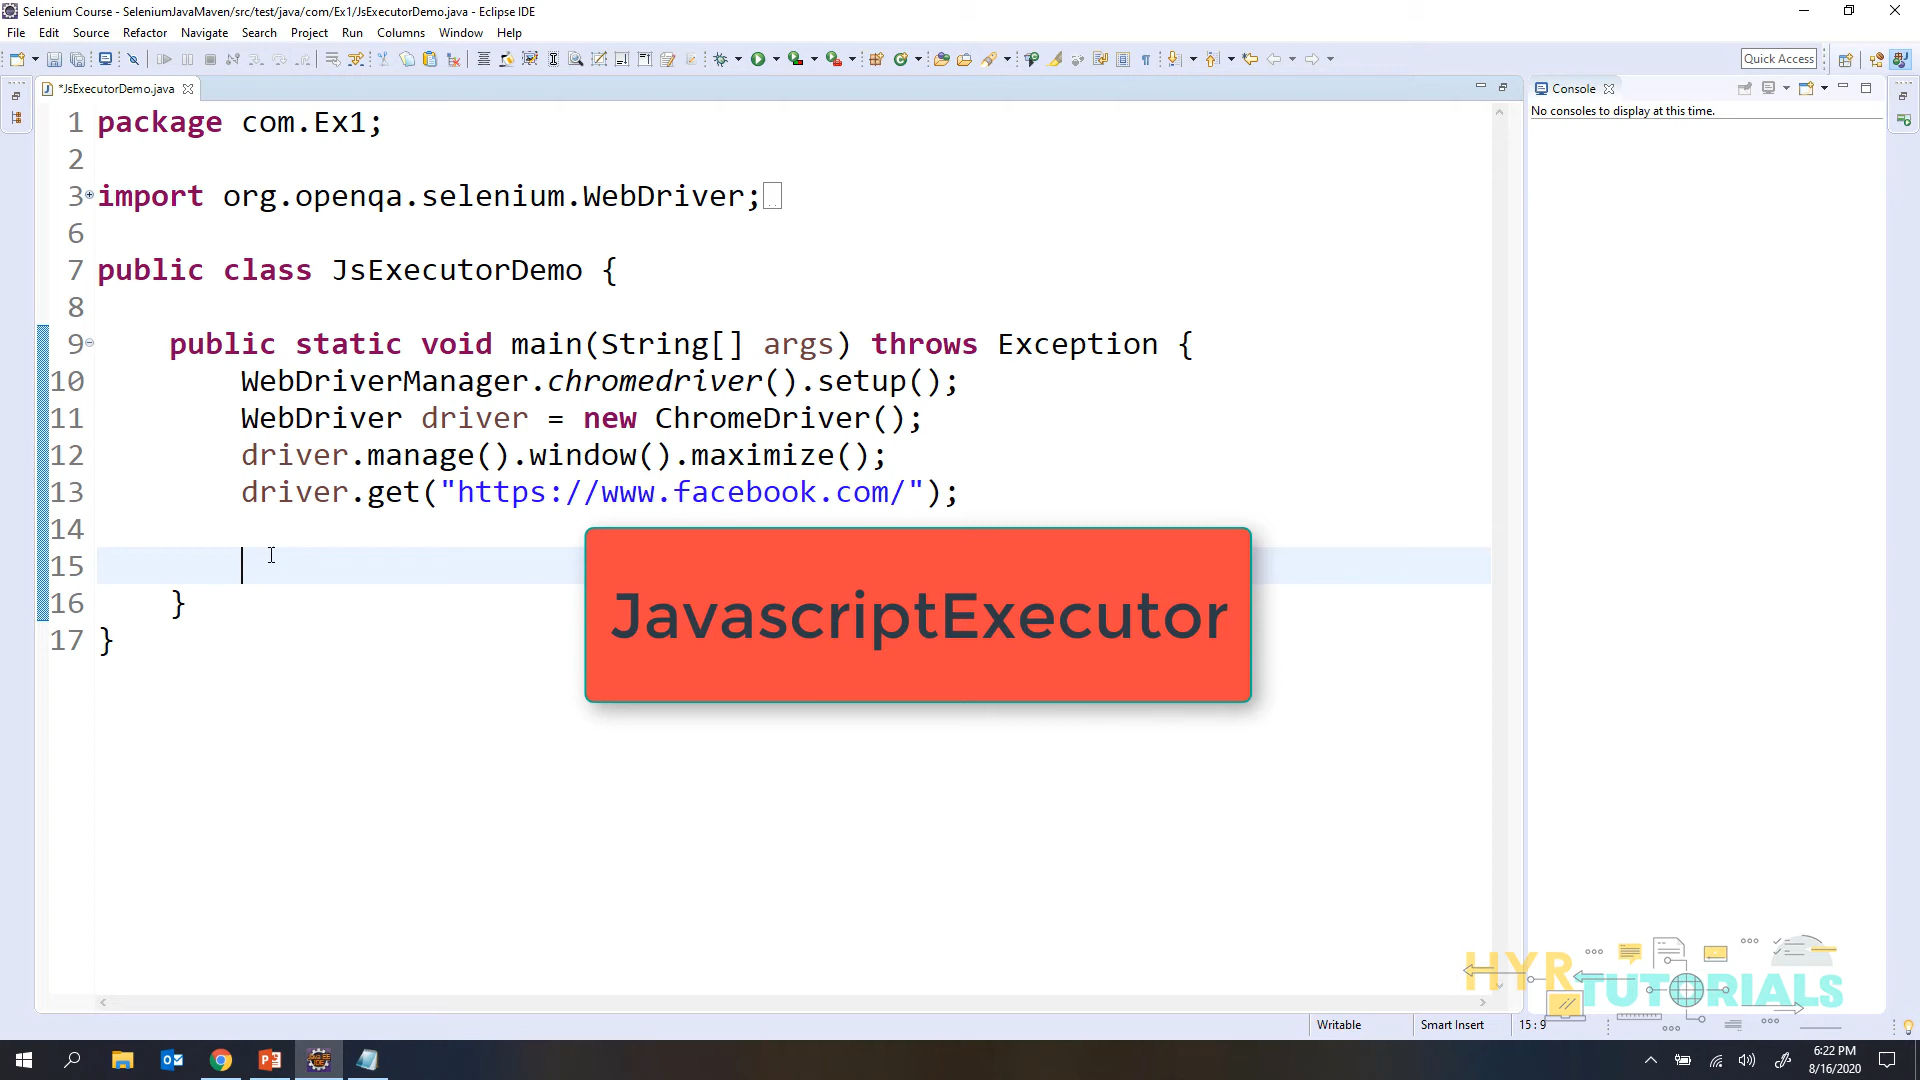 Selenium Course - SeleniumJavaMaven/src/test/java/com/Ex1/JsExecutorDemo.java - Eclipse IDE
File Edit Source Refactor Navigate Search Project Run Columns Window Help
Quick Access
*JsExecutorDemo.java
Console
No consoles to display at this time.
1 package com.Ex1;
2
3 import org.openqa.selenium.WebDriver;
6
7 public class JsExecutorDemo {
8
9 public static void main(String[] args) throws Exception {
10 WebDriverManager.chromedriver().setup();
11 WebDriver driver = new ChromeDriver();
12 driver.manage().window().maximize();
13 driver.get("https://www.facebook.com/");
14
15
16 }
17 }
JavascriptExecutor
HYR
TUTORIALS
Writable Smart Insert 15 : 9
6:22 PM
8/16/2020